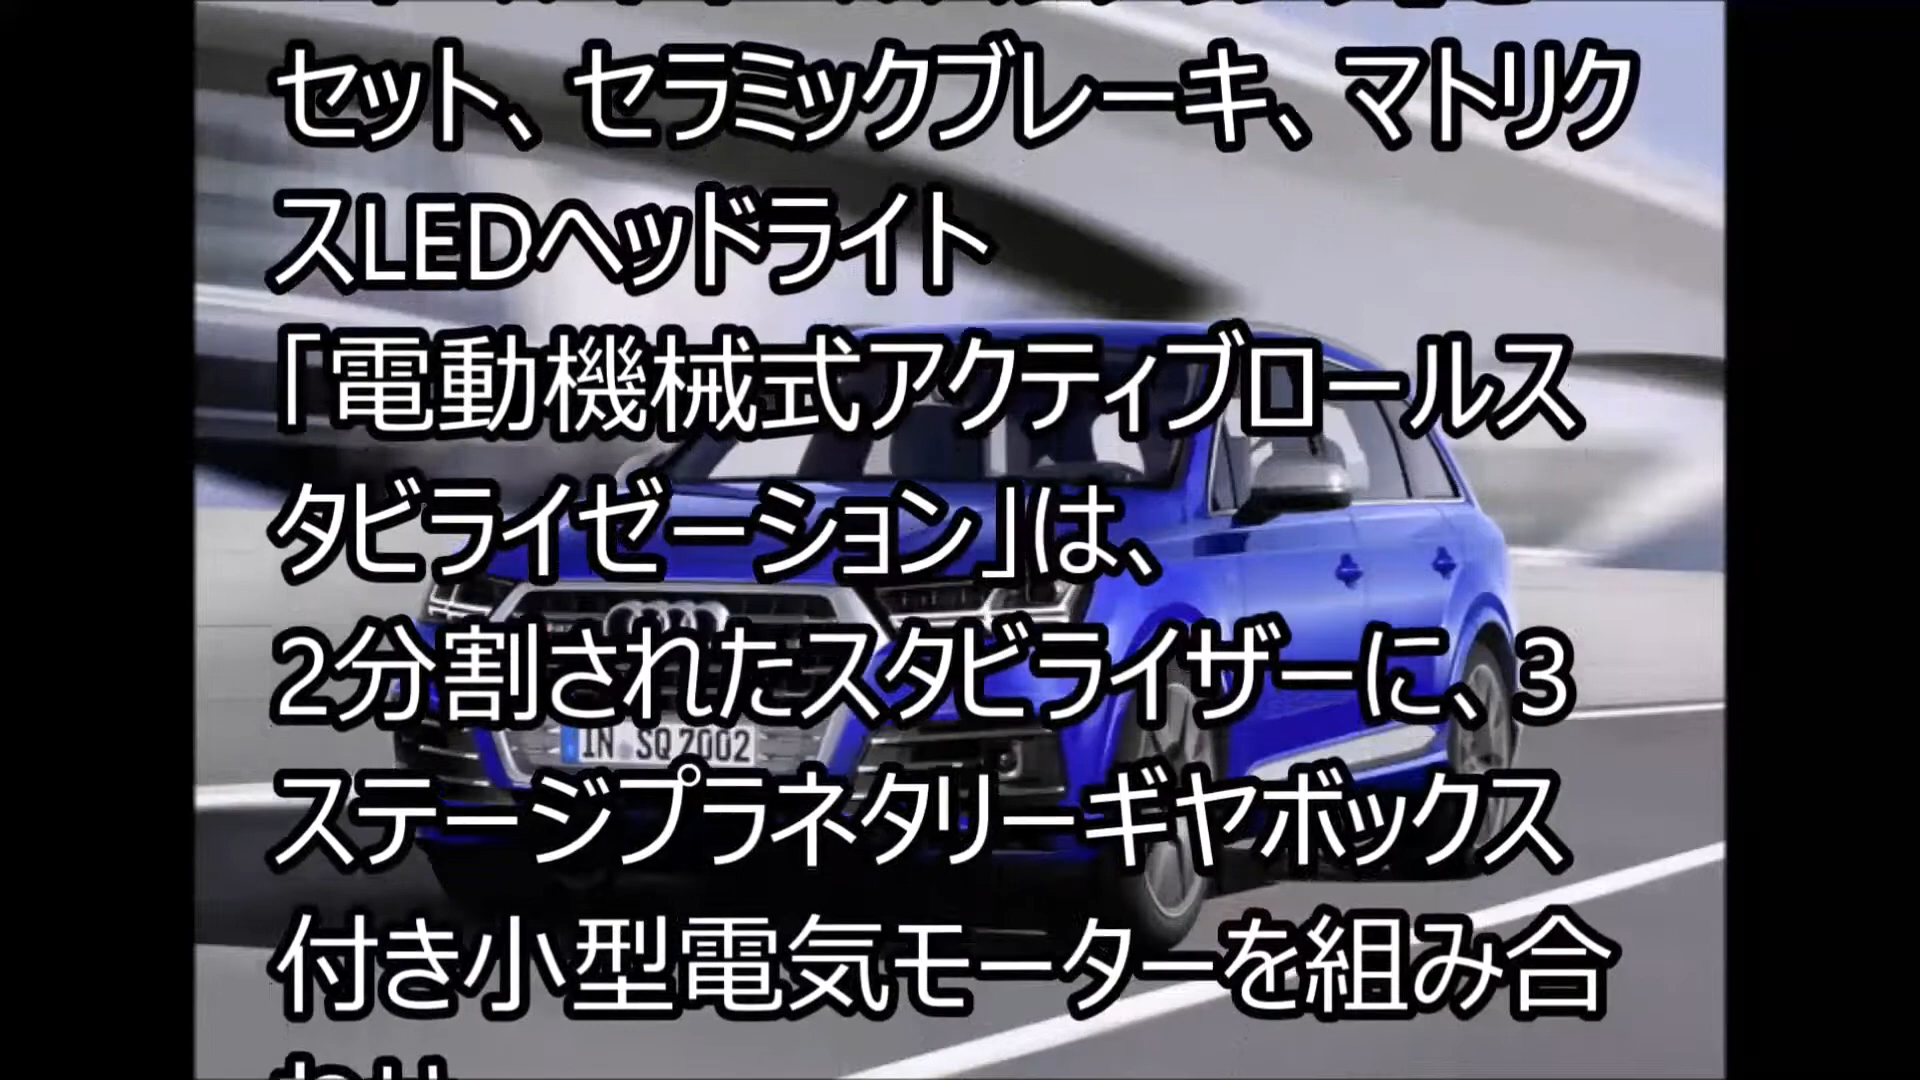 セット、セラミックブレーキ、マトリク
スLEDヘッドライト
「電動機械式アクティブロールス
タビライゼーション」は、
2分割されたスタビライザーに、3
IN SQ 7002
ステージプラネタリーギヤボックス
付き小型電気モーターを組み合